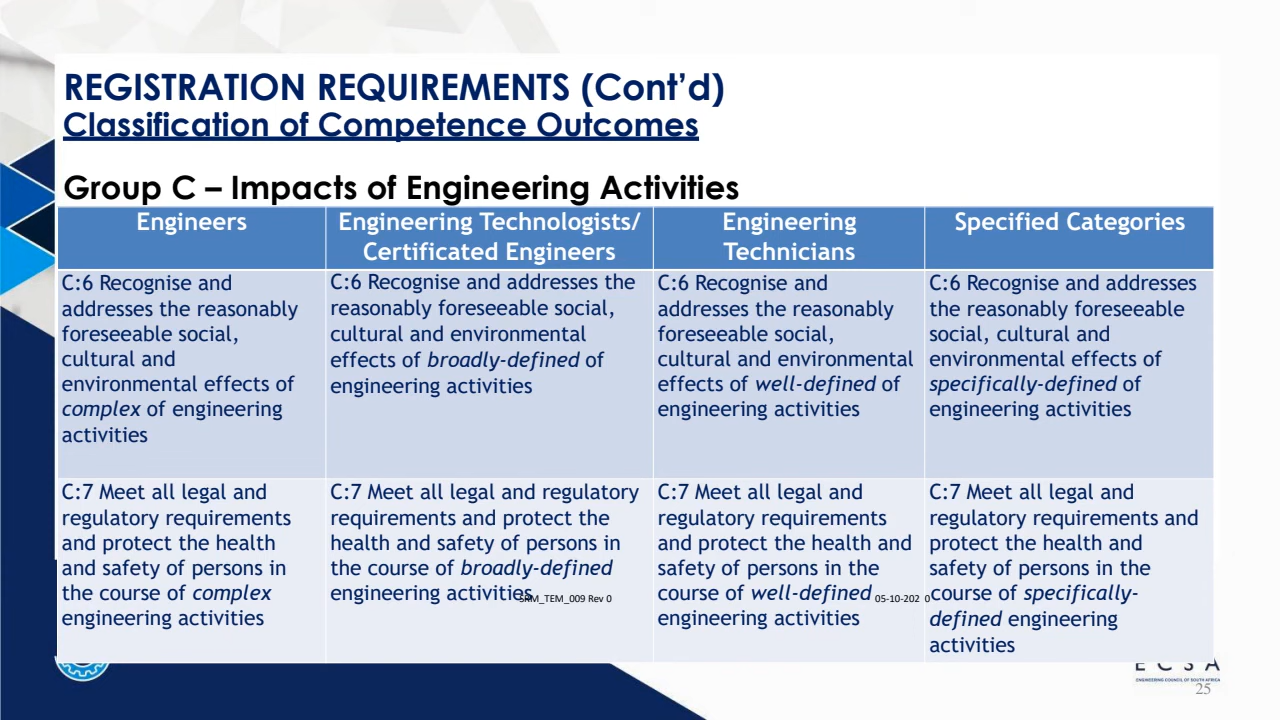 REGISTRATION REQUIREMENTS (Cont’d)
Classification of Competence Outcomes
Group C – Impacts of Engineering Activities
Engineers
Engineering Technologists/
Certificated Engineers
Engineering
Technicians
Specified Categories
C:6 Recognise and
addresses the reasonably
foreseeable social,
cultural and
environmental effects of
complex of engineering
activities
C:6 Recognise and addresses the
reasonably foreseeable social,
cultural and environmental
effects of broadly-defined of
engineering activities
C:6 Recognise and
addresses the reasonably
foreseeable social,
cultural and environmental
effects of well-defined of
engineering activities
C:6 Recognise and addresses
the reasonably foreseeable
social, cultural and
environmental effects of
specifically-defined of
engineering activities
C:7 Meet all legal and
regulatory requirements
and protect the health
and safety of persons in
the course of complex
engineering activities
C:7 Meet all legal and regulatory
requirements and protect the
health and safety of persons in
the course of broadly-defined
engineering activities
C:7 Meet all legal and
regulatory requirements
and protect the health and
safety of persons in the
course of well-defined
engineering activities
C:7 Meet all legal and
regulatory requirements and
protect the health and
safety of persons in the
course of specifically-
defined engineering
activities
SRM_TEM_009 Rev 0
05-10-202 0
E C S A
ENGINEERING COUNCIL OF SOUTH AFRICA
25